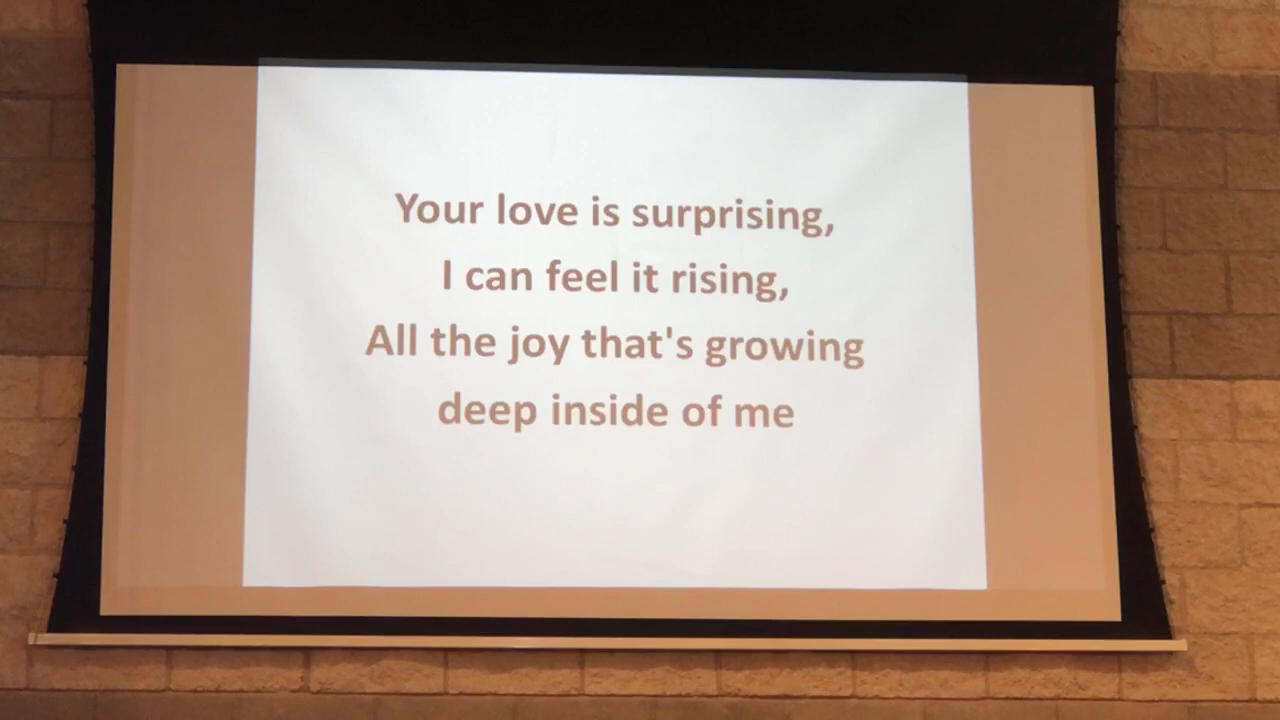 Your love is surprising,
I can feel it rising,
All the joy that's growing
deep inside of me